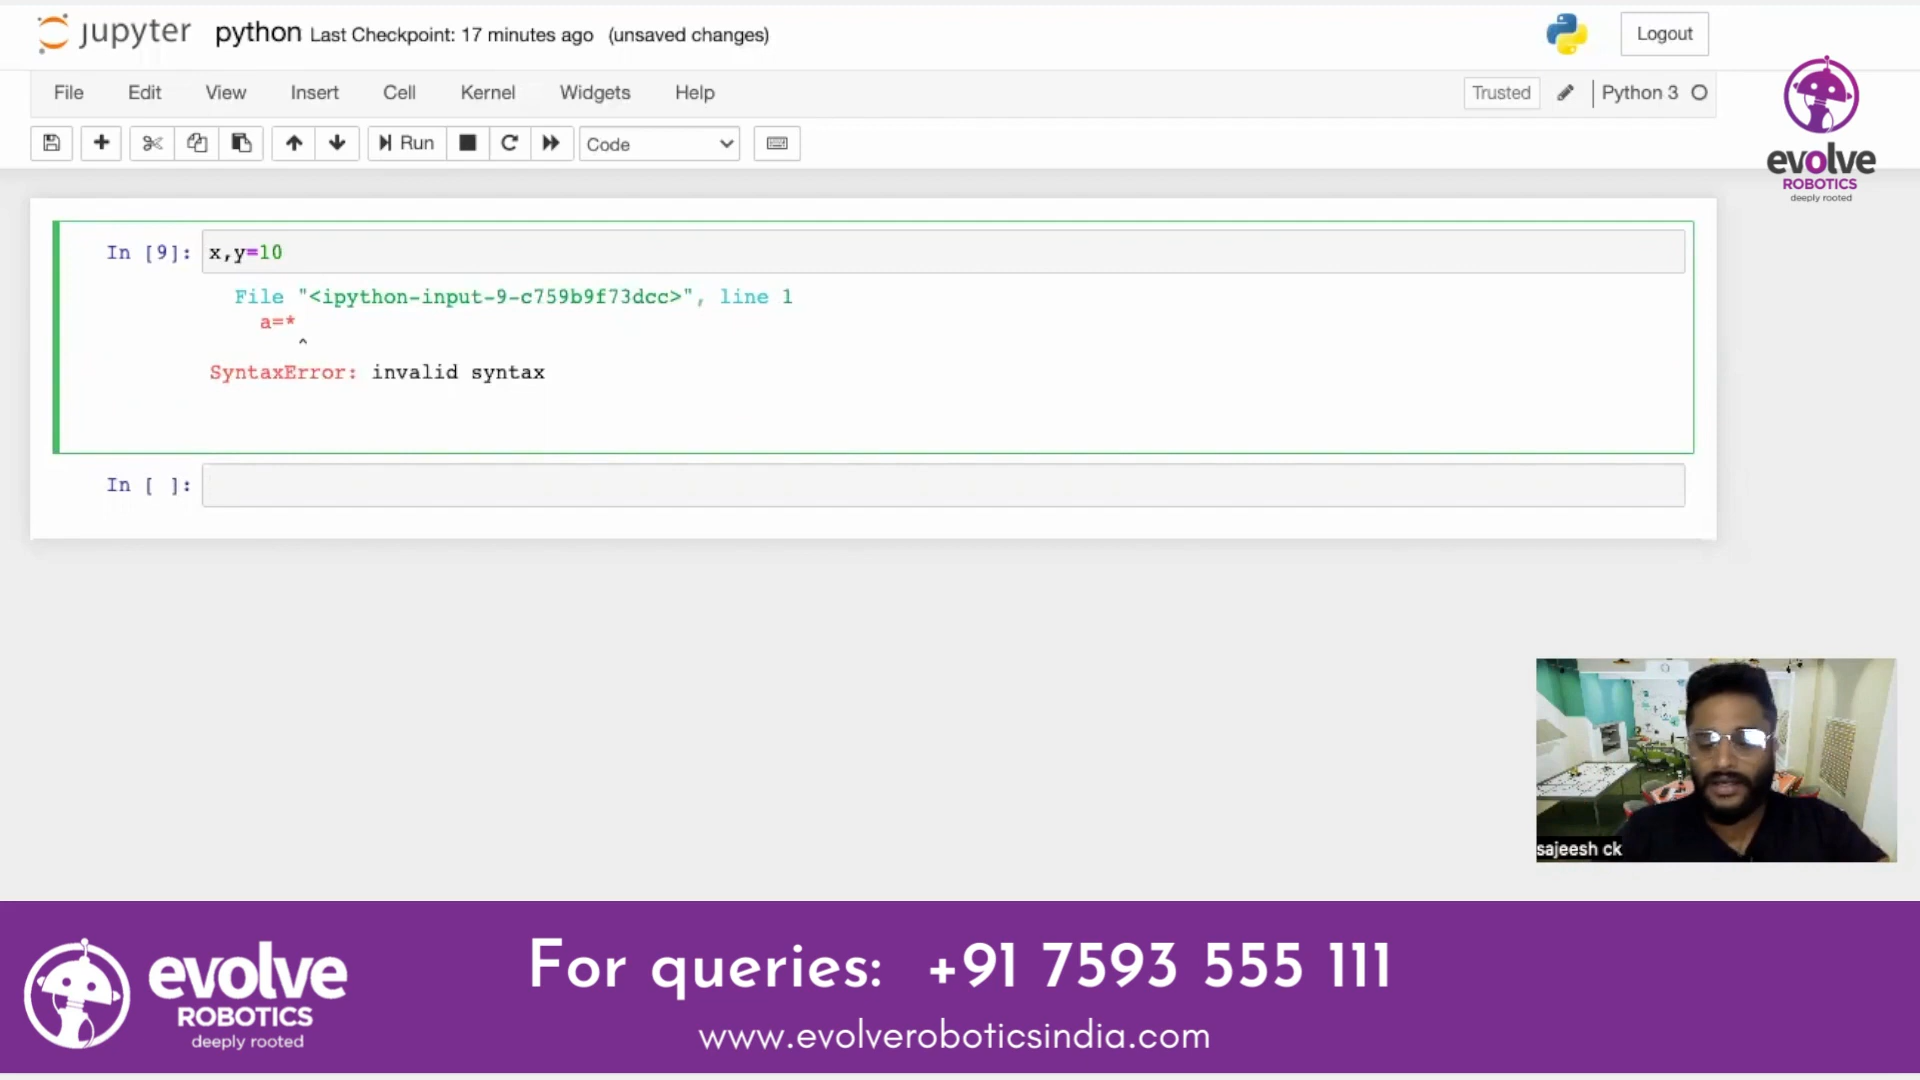 jupyter python Last Checkpoint: 17 minutes ago (unsaved changes)
Logout
File Edit View Insert Cell Kernel Widgets Help
Trusted Python 3
Run Code
evolve
ROBOTICS
deeply rooted
In [9]: x,y=10
File "<ipython-input-9-c759b9f73dcc>", line 1
a=*
^
SyntaxError: invalid syntax
In [ ]:
sajeesh ck
evolve
ROBOTICS
deeply rooted
For queries: +91 7593 555 111
www.evolveroboticsindia.com